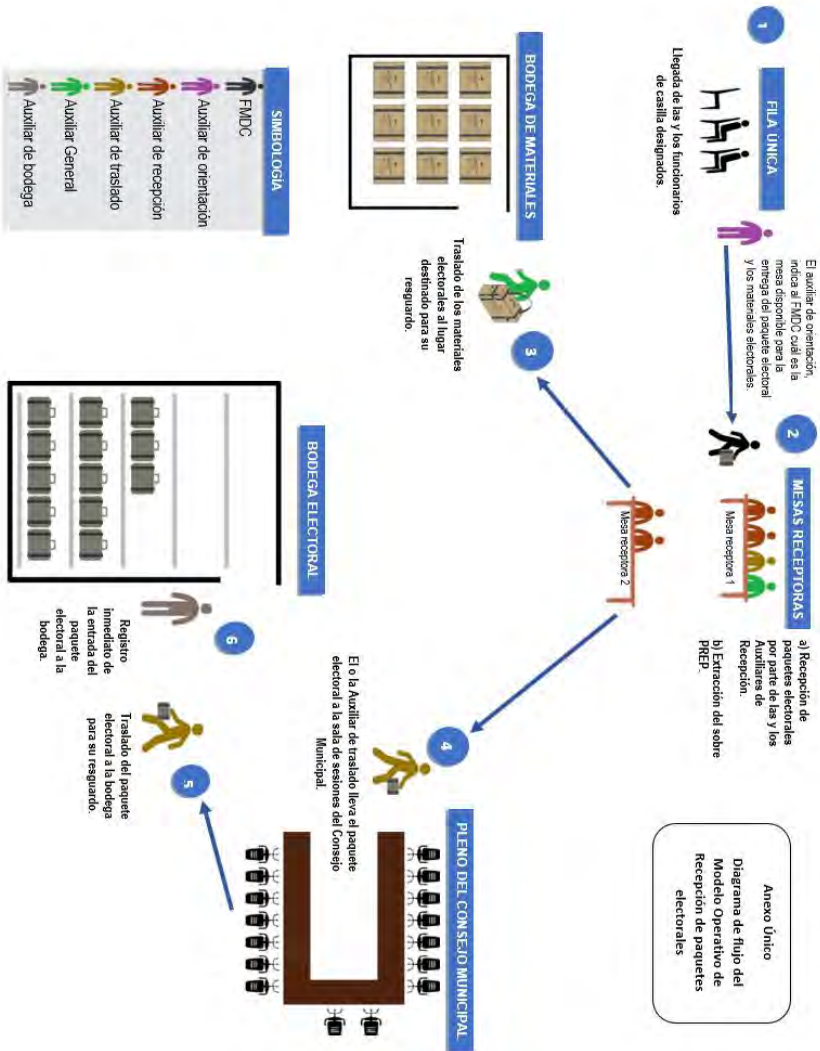 Anexo Único
Diagrama de flujo del
Modelo Operativo de
Recepción de paquetes
electorales
1
FILA ÚNICA
Llegada de las y los funcionarios
de casilla designados.
El auxiliar de orientación,
indica al FMDC cuál es la
mesa disponible para la
entrega del paquete electoral
y los materiales electorales.
2
MESAS RECEPTORAS
Mesa receptora 1
a) Recepción de
paquetes electorales
por parte de las y los
Auxiliares de
Recepción.
b) Extracción del sobre
PREP.
Mesa receptora 2
BODEGA DE MATERIALES
3
Traslado de los materiales
electorales al lugar
destinado para su
resguardo.
4
El o la Auxiliar de traslado lleva el paquete
electoral a la sala de sesiones del Consejo
Municipal.
PLENO DEL CONSEJO MUNICIPAL
5
Traslado del paquete
electoral a la bodega
para su resguardo.
BODEGA ELECTORAL
6
Registro
inmediato de
la entrada del
paquete
electoral a la
bodega.
SIMBOLOGÍA
FMDC
Auxiliar de orientación
Auxiliar de recepción
Auxiliar de traslado
Auxiliar General
Auxiliar de bodega